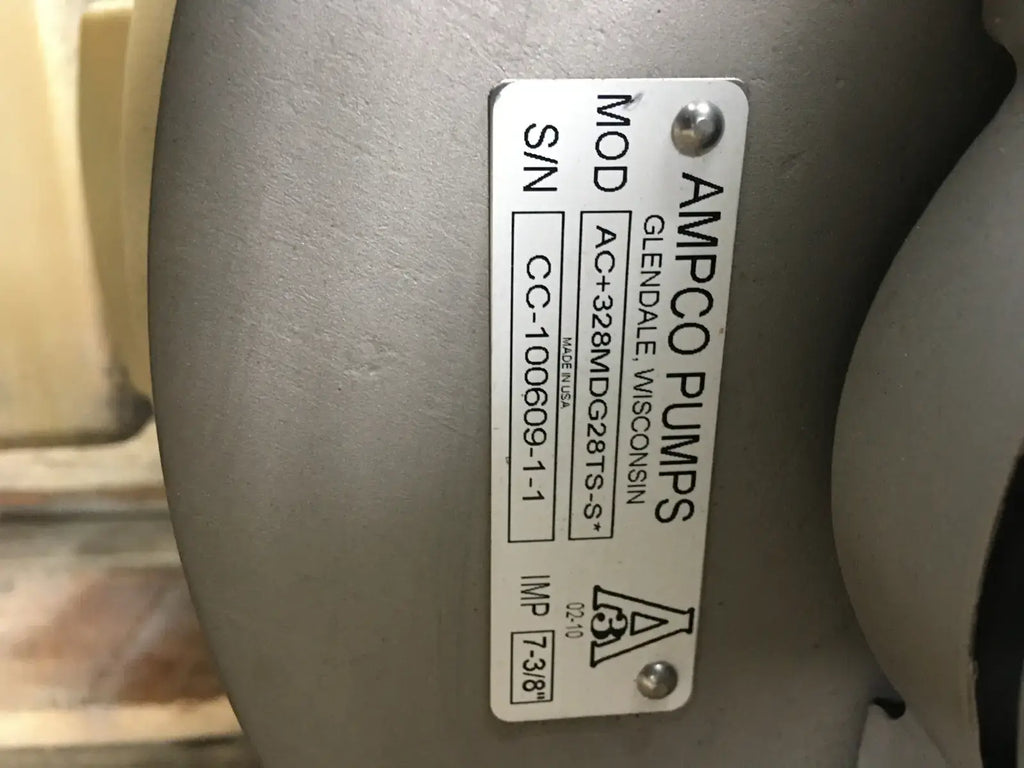 AMPCO PUMPS
GLENDALE, WISCONSIN
MOD AC+328MDG28TS-S*
MADE IN USA
S/N CC-100609-1-1
3A
02-10
IMP 7-3/8"